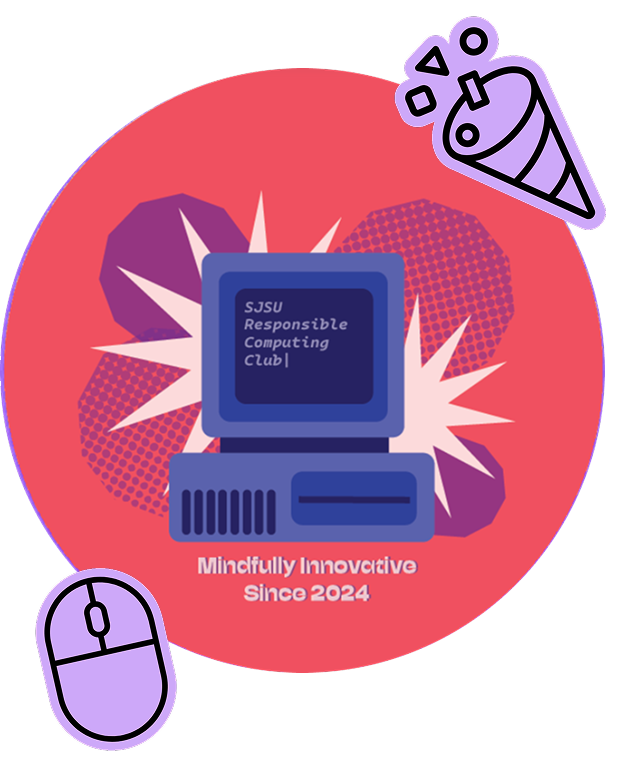 SJSU
Responsible
Computing
Club|
Mindfully Innovative
Since 2024